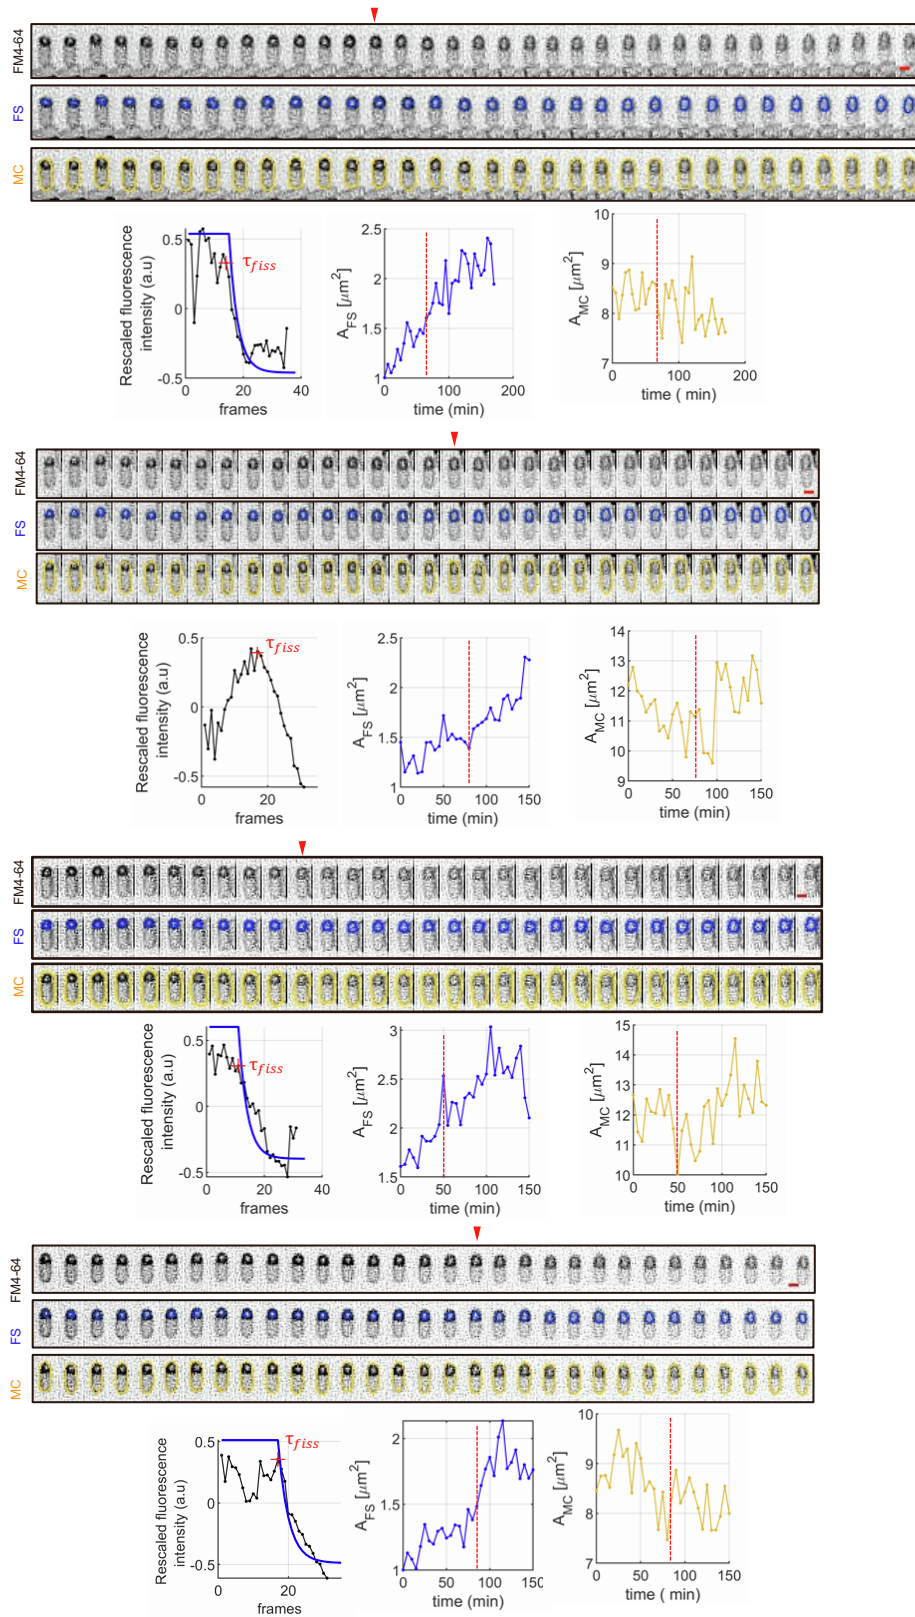 FM4-64
FS
MC
Rescaled fluorescence
intensity (a.u)
0.5
0
-0.5
0
20
40
frames
τfiss
A_FS [μm²]
2.5
2
1.5
1
0
100
200
time (min)
A_MC [μm²]
10
9
8
7
0
100
200
time ( min)
FM4-64
FS
MC
Rescaled fluorescence
intensity (a.u)
0.5
0
-0.5
0
20
frames
τfiss
A_FS [μm²]
2.5
2
1.5
1
0
50
100
150
time (min)
A_MC [μm²]
14
13
12
11
10
9
0
50
100
150
time (min)
FM4-64
FS
MC
Rescaled fluorescence
intensity (a.u)
0.5
0
-0.5
0
20
40
frames
τfiss
A_FS [μm²]
3
2.5
2
1.5
0
50
100
150
time (min)
A_MC [μm²]
15
14
13
12
11
10
0
50
100
150
time (min)
FM4-64
FS
MC
Rescaled fluorescence
intensity (a.u)
0.5
0
-0.5
0
20
frames
τfiss
A_FS [μm²]
2
1.5
1
0
50
100
150
time (min)
A_MC [μm²]
10
9
8
7
0
50
100
150
time ( min)